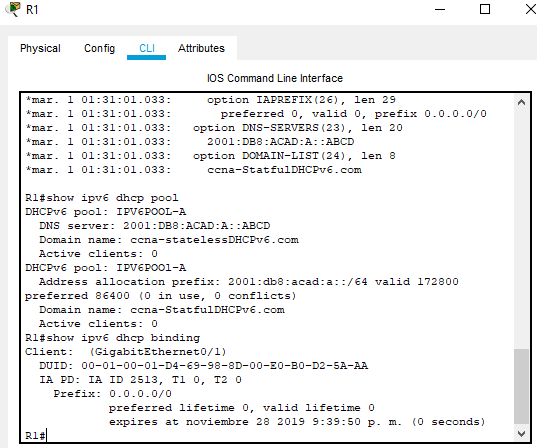 R1
Physical Config CLI Attributes
IOS Command Line Interface
*mar. 1 01:31:01.033: option IAPREFIX(26), len 29
*mar. 1 01:31:01.033: preferred 0, valid 0, prefix 0.0.0.0/0
*mar. 1 01:31:01.033: option DNS-SERVERS(23), len 20
*mar. 1 01:31:01.033: 2001:DB8:ACAD:A::ABCD
*mar. 1 01:31:01.033: option DOMAIN-LIST(24), len 8
*mar. 1 01:31:01.033: ccna-StatfulDHCPv6.com
R1#show ipv6 dhcp pool
DHCPv6 pool: IPV6POOL-A
DNS server: 2001:DB8:ACAD:A::ABCD
Domain name: ccna-statelessDHCPv6.com
Active clients: 0
DHCPv6 pool: IPV6POOl-A
Address allocation prefix: 2001:db8:acad:a::/64 valid 172800
preferred 86400 (0 in use, 0 conflicts)
Domain name: ccna-StatfulDHCPv6.com
Active clients: 0
R1#show ipv6 dhcp binding
Client: (GigabitEthernet0/1)
DUID: 00-01-00-01-D4-69-98-8D-00-E0-B0-D2-5A-AA
IA PD: IA ID 2513, T1 0, T2 0
Prefix: 0.0.0.0/0
preferred lifetime 0, valid lifetime 0
expires at noviembre 28 2019 9:39:50 p. m. (0 seconds)
R1#